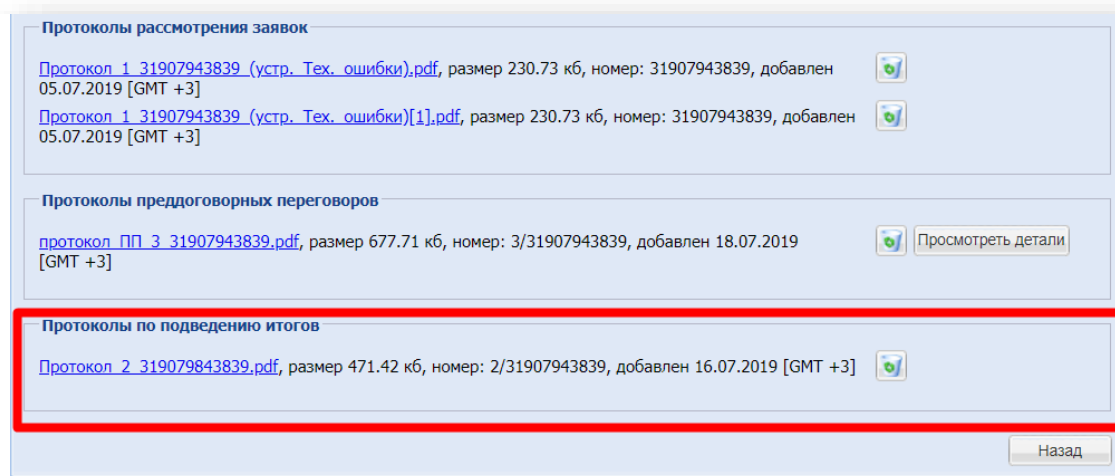 Протоколы рассмотрения заявок
Протокол_1_31907943839_(устр._Тех._ошибки).pdf, размер 230.73 кб, номер: 31907943839, добавлен
05.07.2019 [GMT +3]
Протокол_1_31907943839_(устр._Тех._ошибки)[1].pdf, размер 230.73 кб, номер: 31907943839, добавлен
05.07.2019 [GMT +3]
Протоколы преддоговорных переговоров
протокол_ПП_3_31907943839.pdf, размер 677.71 кб, номер: 3/31907943839, добавлен 18.07.2019
[GMT +3]
Просмотреть детали
Протоколы по подведению итогов
Протокол_2_319079843839.pdf, размер 471.42 кб, номер: 2/31907943839, добавлен 16.07.2019 [GMT +3]
Назад